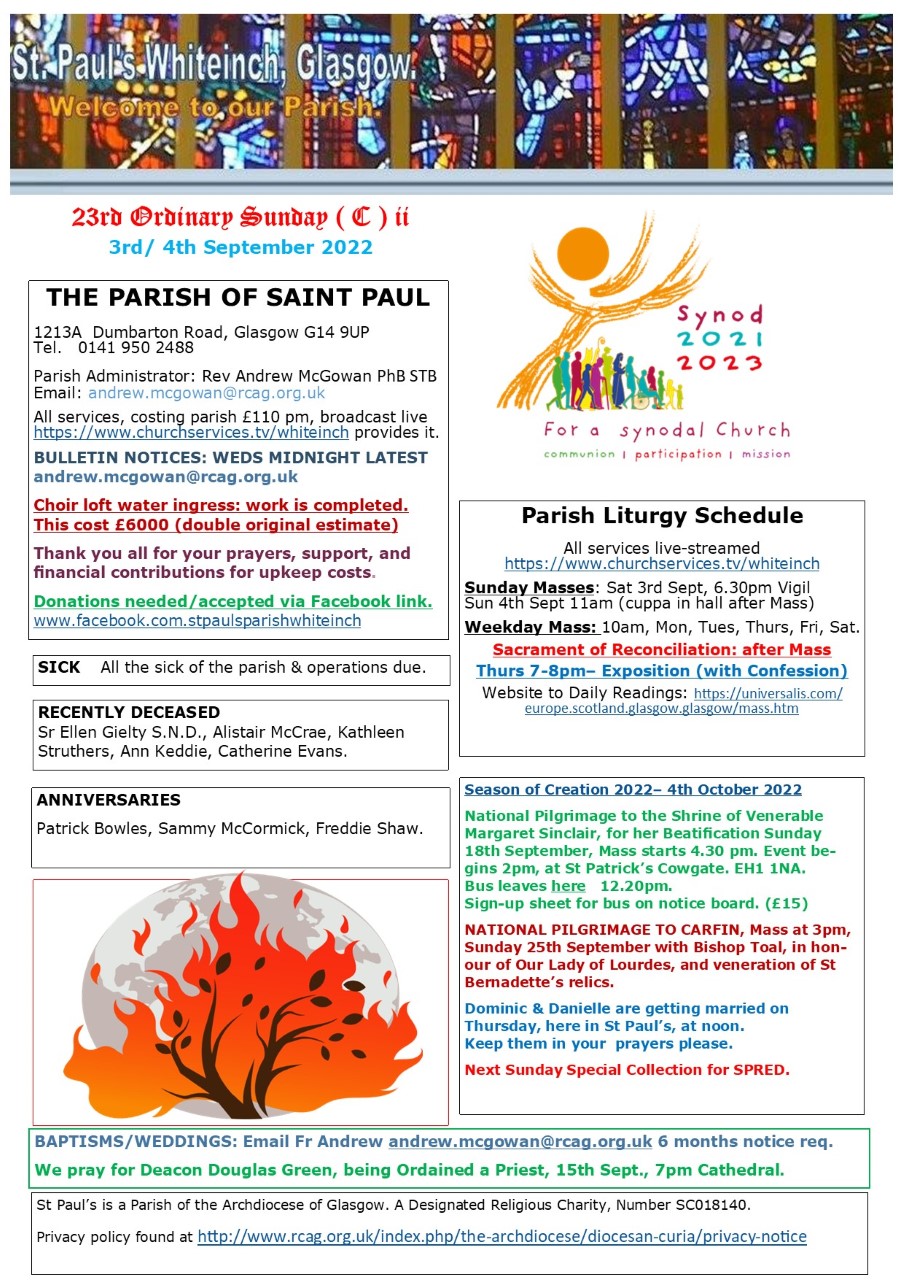 St. Paul's Whiteinch, Glasgow.
Welcome to our Parish.
23rd Ordinary Sunday ( C ) ii
3rd/ 4th September 2022
THE PARISH OF SAINT PAUL
1213A Dumbarton Road, Glasgow G14 9UP
Tel. 0141 950 2488
Parish Administrator: Rev Andrew McGowan PhB STB
Email: andrew.mcgowan@rcag.org.uk
All services, costing parish £110 pm, broadcast live
https://www.churchservices.tv/whiteinch provides it.
BULLETIN NOTICES: WEDS MIDNIGHT LATEST
andrew.mcgowan@rcag.org.uk
Choir loft water ingress: work is completed.
This cost £6000 (double original estimate)
Thank you all for your prayers, support, and
financial contributions for upkeep costs.
Donations needed/accepted via Facebook link.
www.facebook.com.stpaulsparishwhiteinch
SICK All the sick of the parish & operations due.
RECENTLY DECEASED
Sr Ellen Gielty S.N.D., Alistair McCrae, Kathleen
Struthers, Ann Keddie, Catherine Evans.
ANNIVERSARIES
Patrick Bowles, Sammy McCormick, Freddie Shaw.
Synod
2021
2023
For a synodal Church
communion | participation | mission
Parish Liturgy Schedule
All services live-streamed
https://www.churchservices.tv/whiteinch
Sunday Masses: Sat 3rd Sept, 6.30pm Vigil
Sun 4th Sept 11am (cuppa in hall after Mass)
Weekday Mass: 10am, Mon, Tues, Thurs, Fri, Sat.
Sacrament of Reconciliation: after Mass
Thurs 7-8pm– Exposition (with Confession)
Website to Daily Readings: https://universalis.com/
europe.scotland.glasgow.glasgow/mass.htm
Season of Creation 2022– 4th October 2022
National Pilgrimage to the Shrine of Venerable
Margaret Sinclair, for her Beatification Sunday
18th September, Mass starts 4.30 pm. Event be-
gins 2pm, at St Patrick's Cowgate. EH1 1NA.
Bus leaves here 12.20pm.
Sign-up sheet for bus on notice board. (£15)
NATIONAL PILGRIMAGE TO CARFIN, Mass at 3pm,
Sunday 25th September with Bishop Toal, in hon-
our of Our Lady of Lourdes, and veneration of St
Bernadette's relics.
Dominic & Danielle are getting married on
Thursday, here in St Paul's, at noon.
Keep them in your prayers please.
Next Sunday Special Collection for SPRED.
BAPTISMS/WEDDINGS: Email Fr Andrew andrew.mcgowan@rcag.org.uk 6 months notice req.
We pray for Deacon Douglas Green, being Ordained a Priest, 15th Sept., 7pm Cathedral.
St Paul's is a Parish of the Archdiocese of Glasgow. A Designated Religious Charity, Number SC018140.
Privacy policy found at http://www.rcag.org.uk/index.php/the-archdiocese/diocesan-curia/privacy-notice